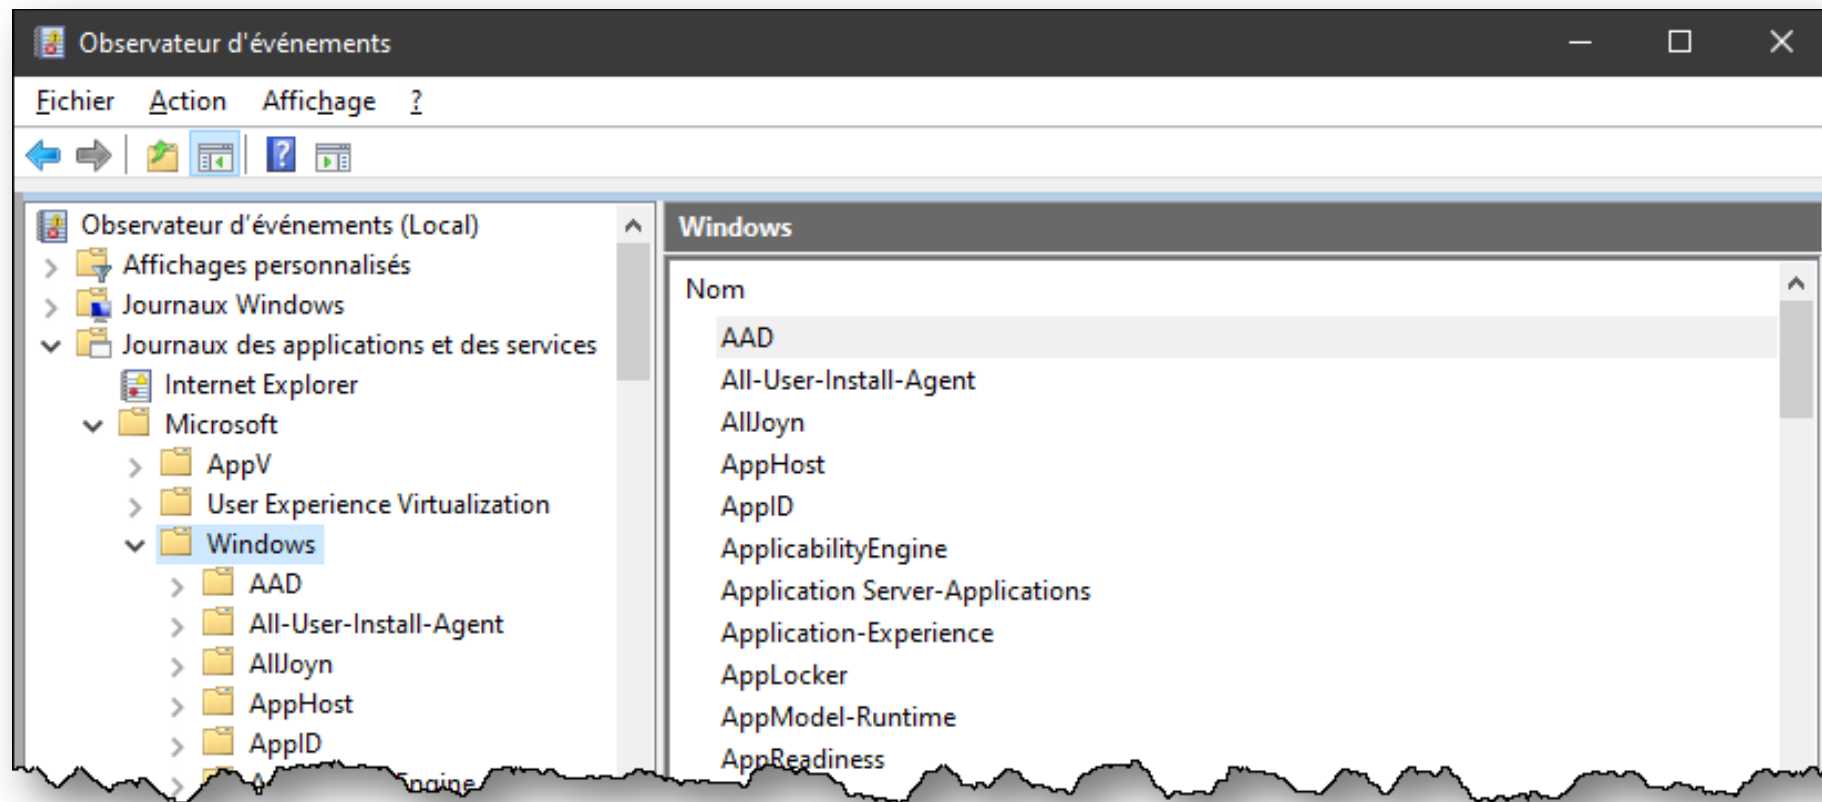 Observateur d'événements
Fichier Action Affichage ?
Observateur d'événements (Local)
Affichages personnalisés
Journaux Windows
Journaux des applications et des services
Internet Explorer
Microsoft
AppV
User Experience Virtualization
Windows
AAD
All-User-Install-Agent
AllJoyn
AppHost
AppID
Windows
Nom
AAD
All-User-Install-Agent
AllJoyn
AppHost
AppID
ApplicabilityEngine
Application Server-Applications
Application-Experience
AppLocker
AppModel-Runtime
AppReadiness